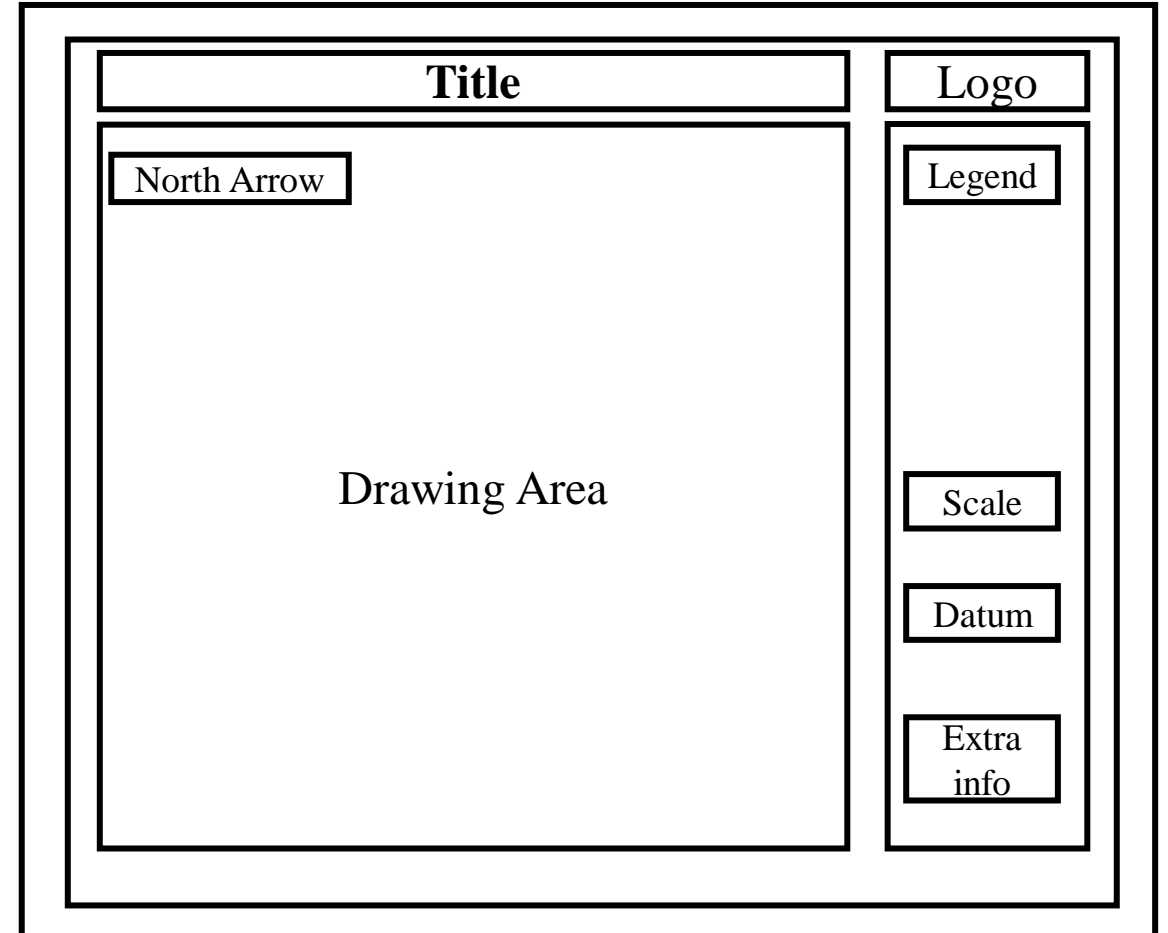 Title
Logo
North Arrow
Legend
Drawing Area
Scale
Datum
Extra
info